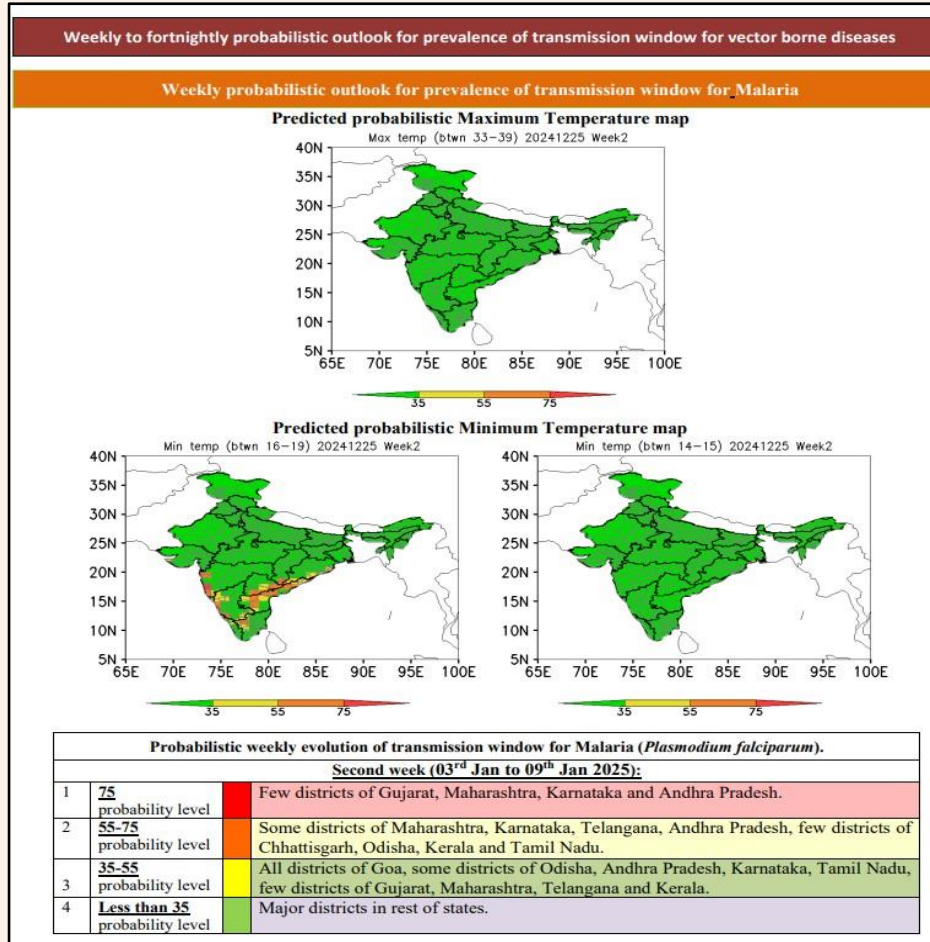 Weekly to fortnightly probabilistic outlook for prevalence of transmission window for vector borne diseases
Weekly probabilistic outlook for prevalence of transmission window for Malaria
Predicted probabilistic Maximum Temperature map
Max temp (btwn 33-39) 20241225 Week2
40N
35N
30N
25N
20N
15N
10N
5N
65E 70E 75E 80E 85E 90E 95E 100E
35 55 75
Predicted probabilistic Minimum Temperature map
Min temp (btwn 16-19) 20241225 Week2
40N
35N
30N
25N
20N
15N
10N
5N
65E 70E 75E 80E 85E 90E 95E 100E
35 55 75
Min temp (btwn 14-15) 20241225 Week2
40N
35N
30N
25N
20N
15N
10N
5N
65E 70E 75E 80E 85E 90E 95E 100E
35 55 75
Probabilistic weekly evolution of transmission window for Malaria (Plasmodium falciparum).
Second week (03rd Jan to 09th Jan 2025):
1 75 probability level Few districts of Gujarat, Maharashtra, Karnataka and Andhra Pradesh.
2 55-75 probability level Some districts of Maharashtra, Karnataka, Telangana, Andhra Pradesh, few districts of
Chhattisgarh, Odisha, Kerala and Tamil Nadu.
3 35-55 probability level All districts of Goa, some districts of Odisha, Andhra Pradesh, Karnataka, Tamil Nadu,
few districts of Gujarat, Maharashtra, Telangana and Kerala.
4 Less than 35 probability level Major districts in rest of states.